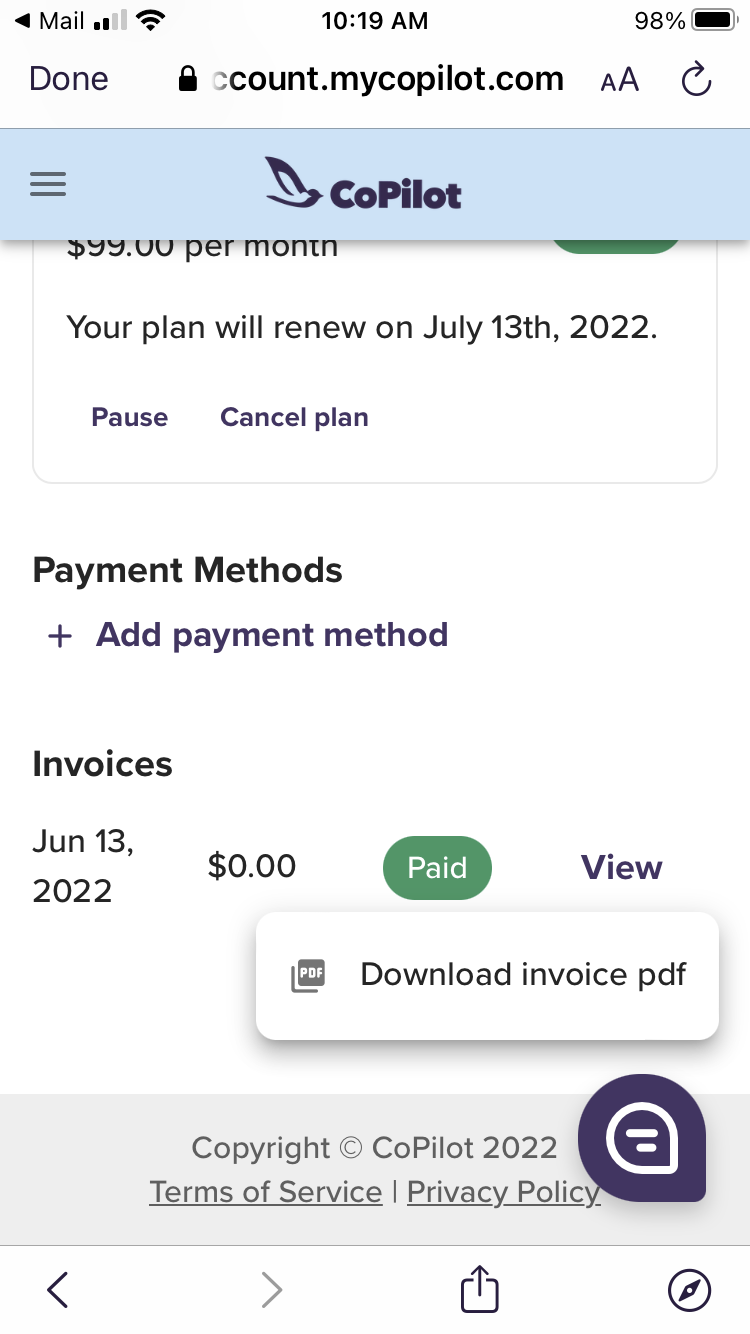 Mail 10:19 AM 98%
Done ccount.mycopilot.com AA
CoPilot
$99.00 per month
Your plan will renew on July 13th, 2022.
Pause Cancel plan
Payment Methods
+ Add payment method
Invoices
Jun 13, 2022 $0.00 Paid View
PDF Download invoice pdf
Copyright © CoPilot 2022
Terms of Service | Privacy Policy